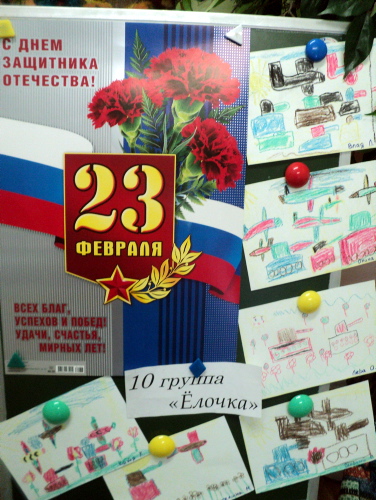 С ДНЕМ
ЗАЩИТНИКА
ОТЕЧЕСТВА!
23
ФЕВРАЛЯ
ВСЕХ БЛАГ,
УСПЕХОВ И ПОБЕД!
УДАЧИ, СЧАСТЬЯ,
МИРНЫХ ЛЕТ!
10 группа
«Ёлочка»